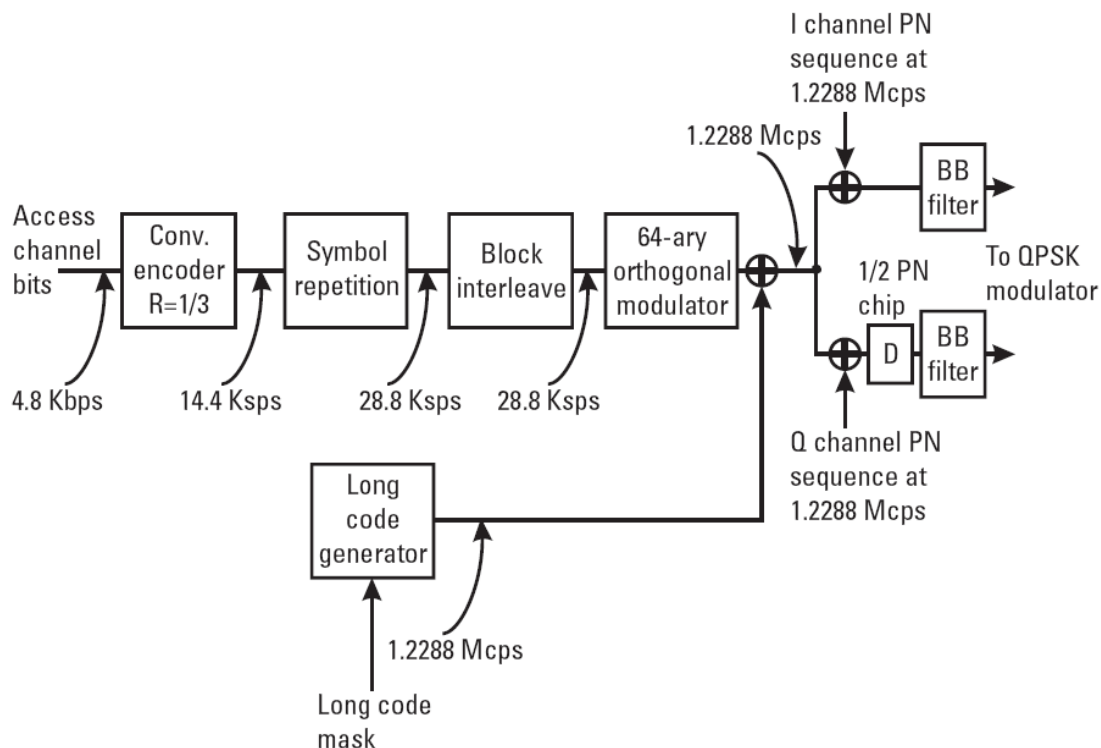 I channel PN
sequence at
1.2288 Mcps
1.2288 Mcps
Access
channel
bits
Conv.
encoder
R=1/3
Symbol
repetition
Block
interleave
64-ary
orthogonal
modulator
BB
filter
1/2 PN
chip
D
BB
filter
To QPSK
modulator
4.8 Kbps
14.4 Ksps
28.8 Ksps
28.8 Ksps
Q channel PN
sequence at
1.2288 Mcps
Long
code
generator
1.2288 Mcps
Long code
mask